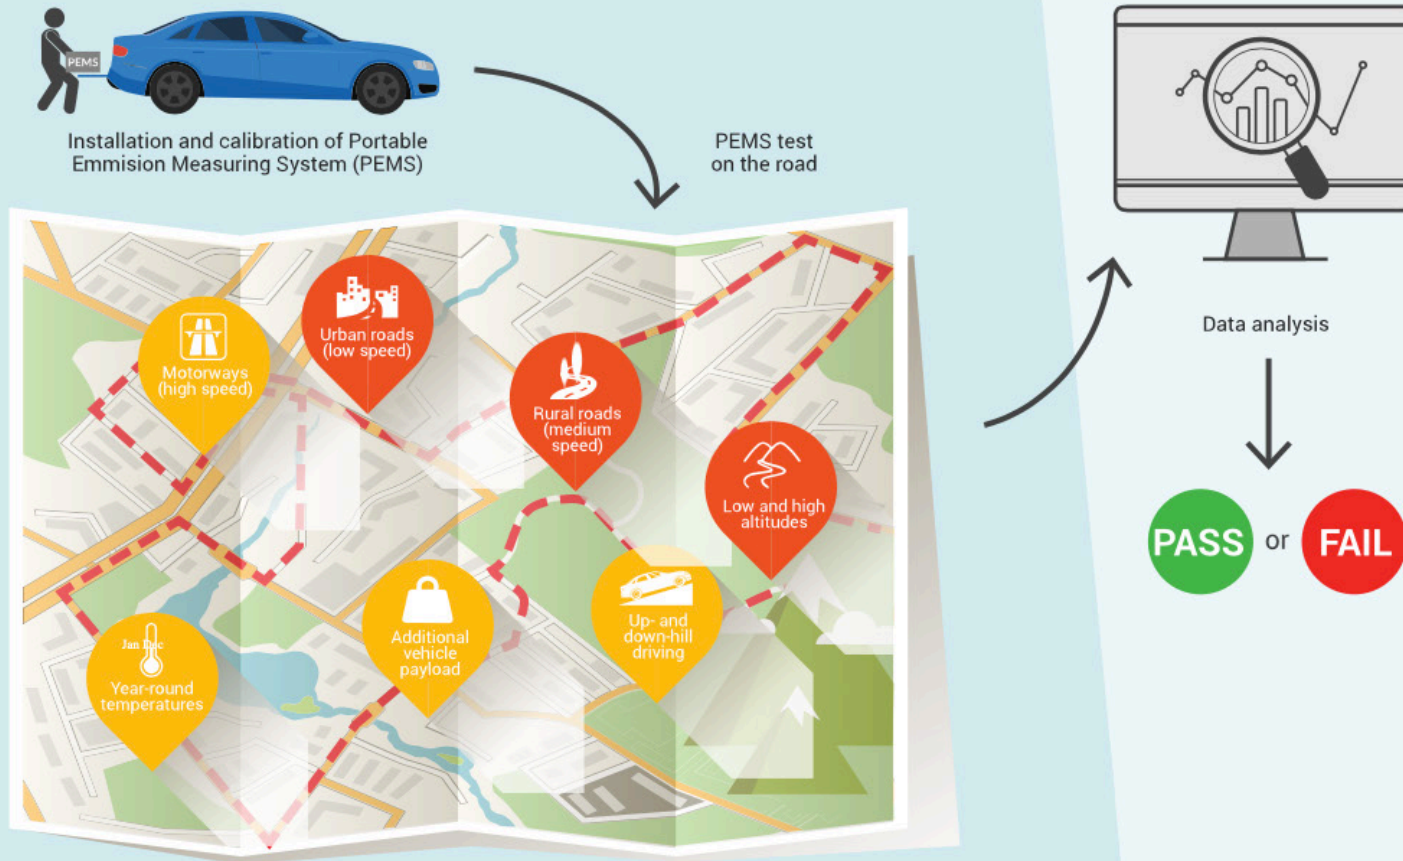 PEMS
Installation and calibration of Portable
Emmision Measuring System (PEMS)
PEMS test
on the road
Motorways
(high speed)
Urban roads
(low speed)
Rural roads
(medium
speed)
Low and high
altitudes
Jan Dec
Year-round
temperatures
Additional
vehicle
payload
Up- and
down-hill
driving
Data analysis
PASS or FAIL